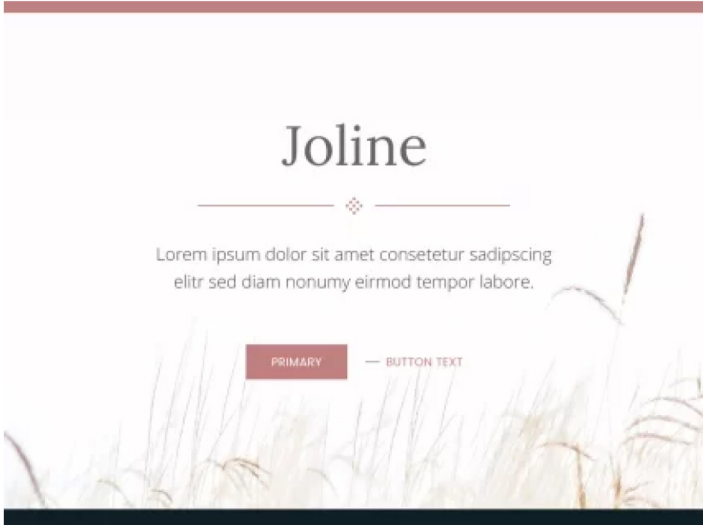 Joline
Lorem ipsum dolor sit amet consetetur sadipscing
elitr sed diam nonumy eirmod tempor labore.
PRIMARY
BUTTON TEXT